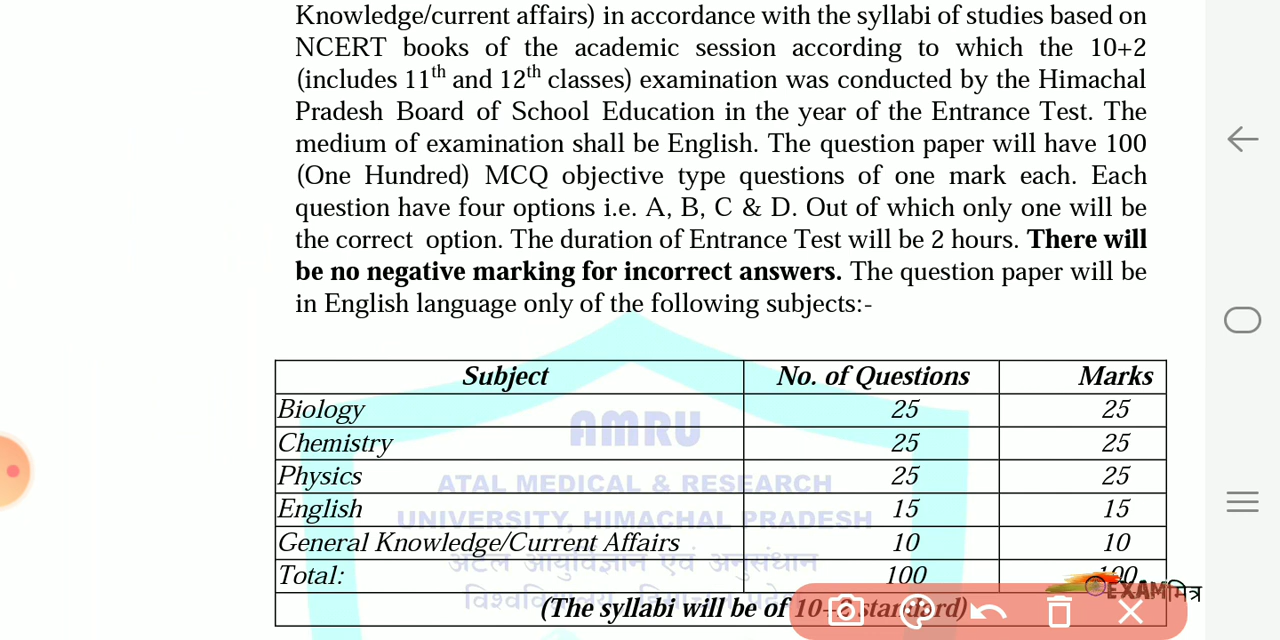 Knowledge/current affairs) in accordance with the syllabi of studies based on
NCERT books of the academic session according to which the 10+2
(includes 11th and 12th classes) examination was conducted by the Himachal
Pradesh Board of School Education in the year of the Entrance Test. The
medium of examination shall be English. The question paper will have 100
(One Hundred) MCQ objective type questions of one mark each. Each
question have four options i.e. A, B, C & D. Out of which only one will be
the correct option. The duration of Entrance Test will be 2 hours. There will
be no negative marking for incorrect answers. The question paper will be
in English language only of the following subjects:-
Subject No. of Questions Marks
Biology 25 25
AMRU
Chemistry 25 25
Physics 25 25
ATAL MEDICAL & RESEARCH
English 15 15
UNIVERSITY, HIMACHAL PRADESH
General Knowledge/Current Affairs 10 10
अटल आयुर्विज्ञान एवं अनुसंधान
Total: 100 100
EXAMमित्र
(The syllabi will be of 10+2 standard)